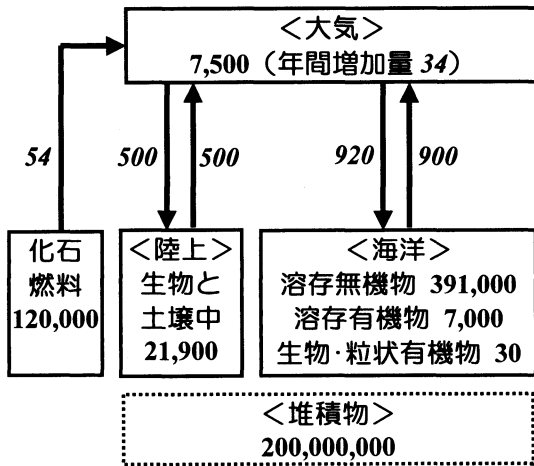 ＜大気＞
7,500（年間増加量 34）
54
500
500
920
900
化石
燃料
120,000
＜陸上＞
生物と
土壌中
21,900
＜海洋＞
溶存無機物 391,000
溶存有機物 7,000
生物・粒状有機物 30
＜堆積物＞
200,000,000